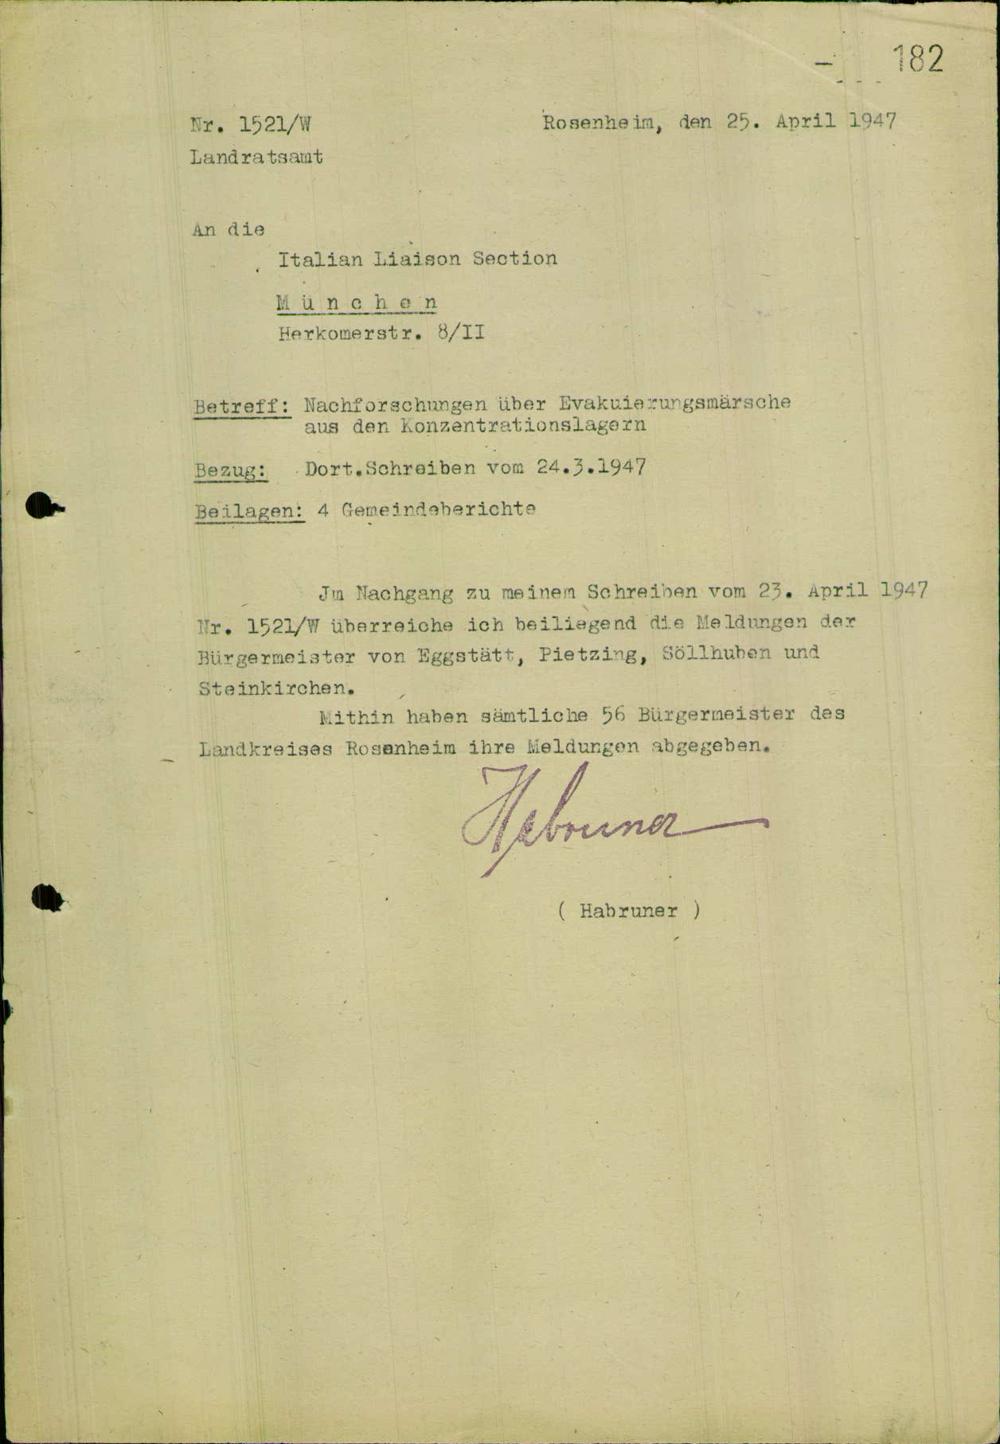 - 182
Nr. 1521/W Rosenheim, den 25. April 1947
Landratsamt
An die
Italian Liaison Section
München
Herkomerstr. 8/II
Betreff: Nachforschungen über Evakuierungsmärsche
aus den Konzentrationslagern
Bezug: Dort.Schreiben vom 24.3.1947
Beilagen: 4 Gemeindeberichte
Jm Nachgang zu meinem Schreiben vom 23. April 1947
Nr. 1521/W überreiche ich beiliegend die Meldungen der
Bürgermeister von Eggstätt, Pietzing, Söllhuben und
Steinkirchen.
Mithin haben sämtliche 56 Bürgermeister des
Landkreises Rosenheim ihre Meldungen abgegeben.
Habruner
( Habruner )